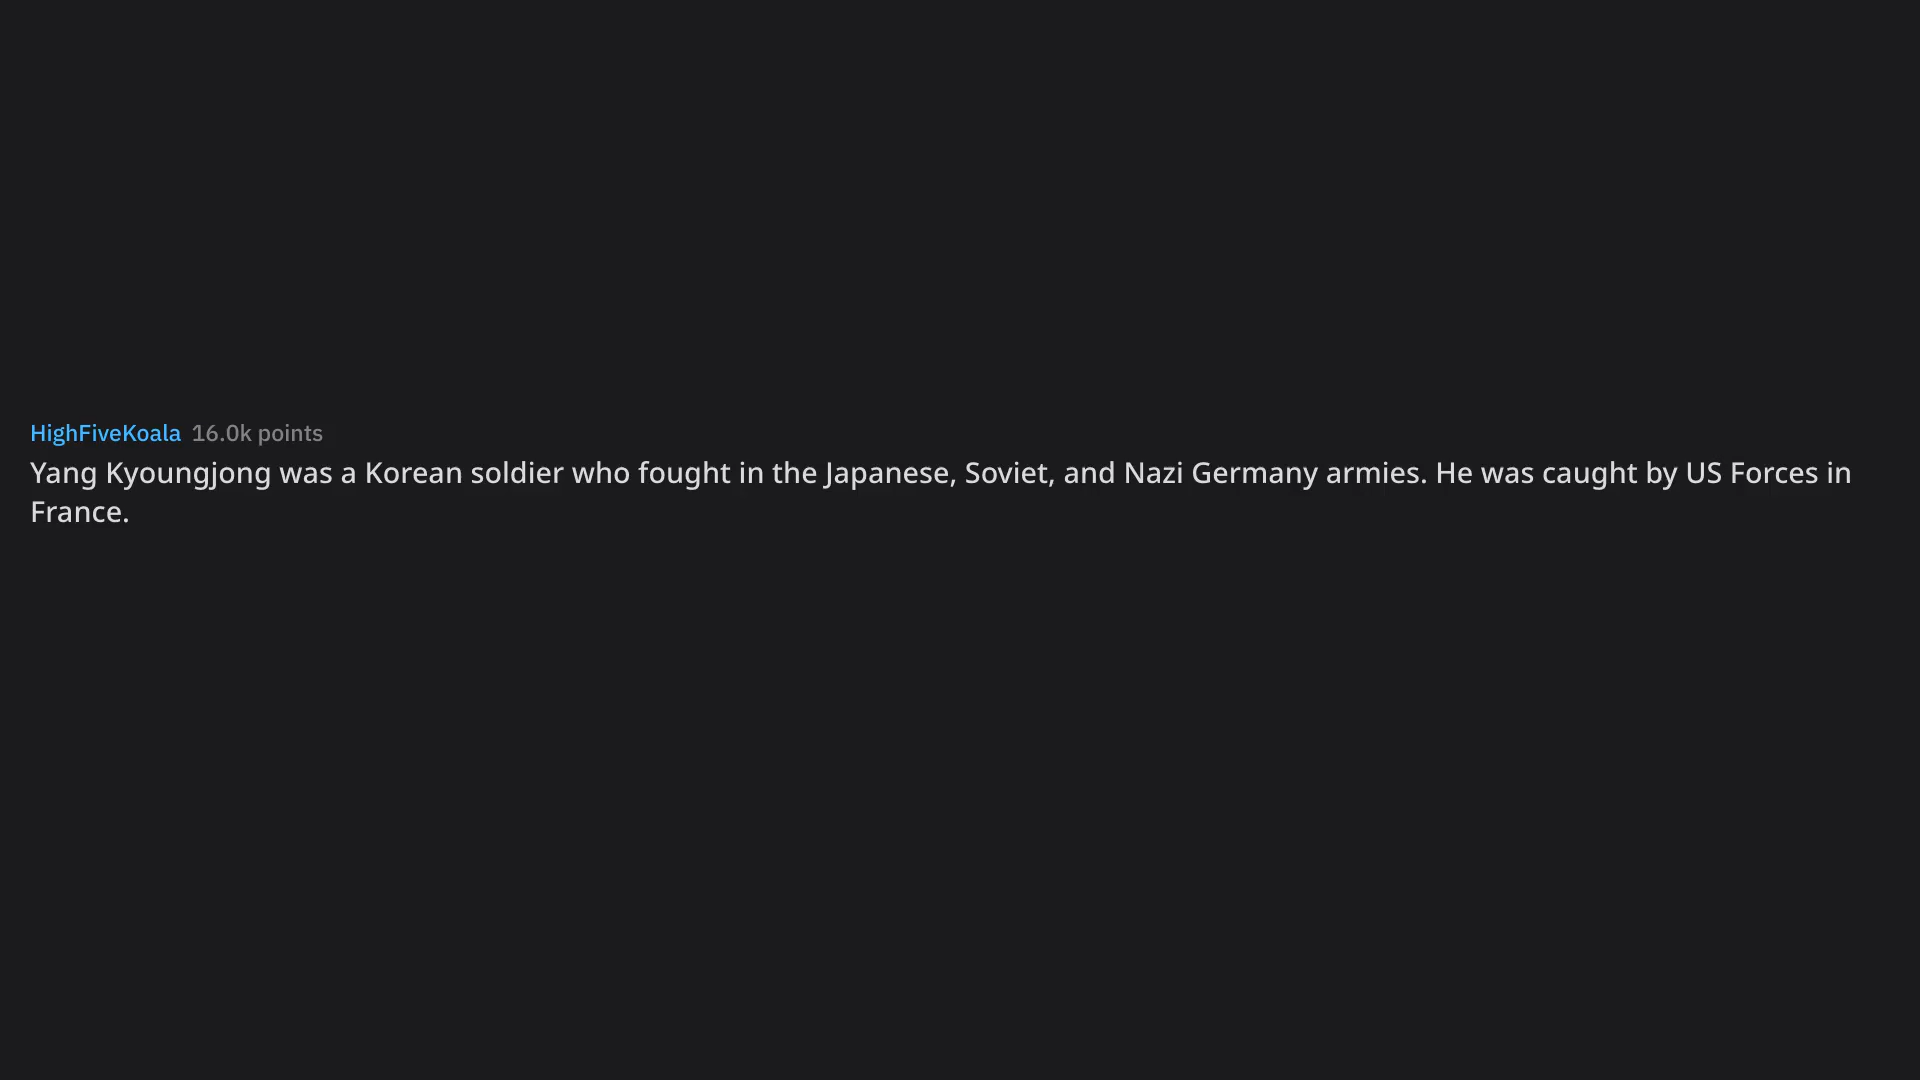 HighFiveKoala 16.0k points
Yang Kyoungjong was a Korean soldier who fought in the Japanese, Soviet, and Nazi Germany armies. He was caught by US Forces in
France.